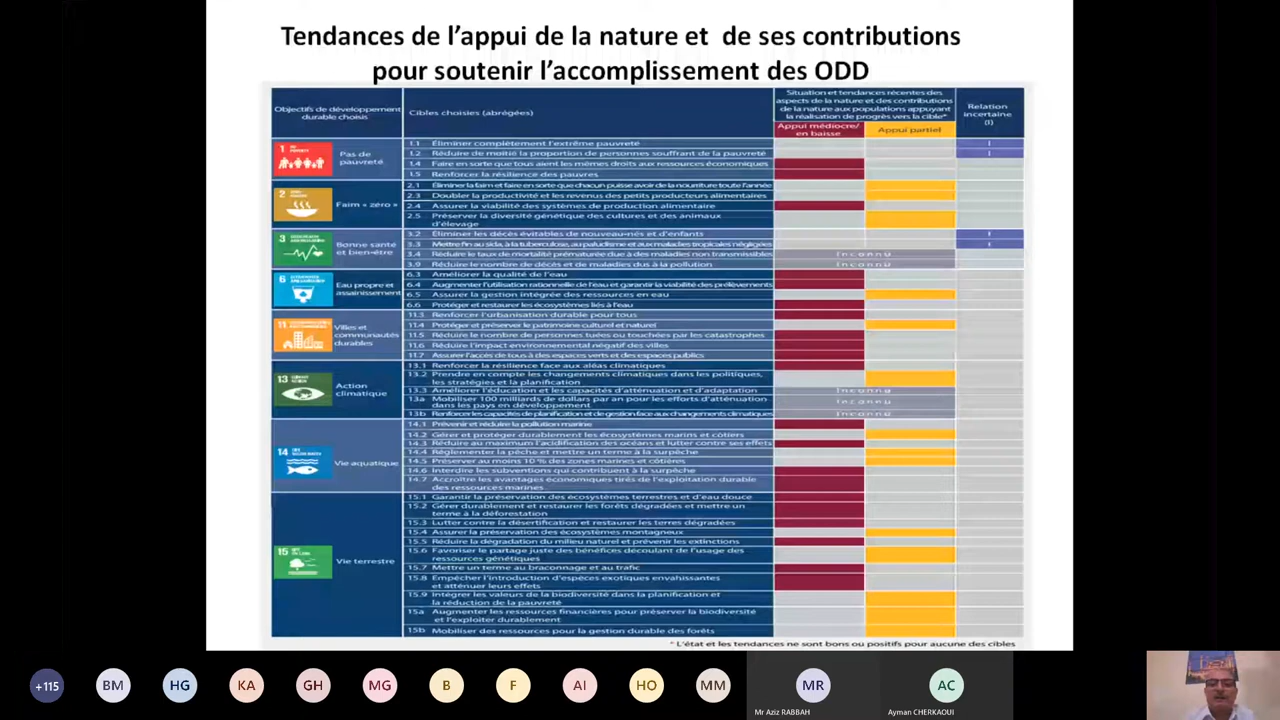 Tendances de l’appui de la nature et de ses contributions
pour soutenir l’accomplissement des ODD
Objectifs de développement
durable choisis
Cibles choisies (abrégées)
Situation et tendances récentes des
aspects de la nature et des contributions
de la nature aux populations appuyant
la réalisation de progrès vers la cible*
Appui médiocre/
en baisse
Appui partiel
Relation
incertaine
(I)
1
Pas de
pauvreté
1.1 Éliminer complètement l'extrême pauvreté
I
1.2 Réduire de moitié la proportion de personnes souffrant de la pauvreté
I
1.4 Faire en sorte que tous aient les mêmes droits aux ressources économiques
1.5 Renforcer la résilience des pauvres
2
Faim « zéro »
2.1 Éliminer la faim et faire en sorte que chacun puisse avoir de la nourriture toute l'année
2.3 Doubler la productivité et les revenus des petits producteurs alimentaires
2.4 Assurer la viabilité des systèmes de production alimentaire
2.5 Préserver la diversité génétique des cultures et des animaux
d'élevage
3
Bonne santé
et bien-être
3.2 Éliminer les décès évitables de nouveau-nés et d'enfants
I
3.3 Mettre fin au sida, à la tuberculose, au paludisme et aux maladies tropicales négligées
3.4 Réduire le taux de mortalité prématurée due à des maladies non transmissibles
Inconnu
3.9 Réduire le nombre de décès et de maladies dus à la pollution
Inconnu
6
Eau propre et
assainissement
6.3 Améliorer la qualité de l'eau
6.4 Augmenter l'utilisation rationnelle de l'eau et garantir la viabilité des prélèvements
6.5 Assurer la gestion intégrée des ressources en eau
6.6 Protéger et restaurer les écosystèmes liés à l'eau
11
Villes et
communautés
durables
11.3 Renforcer l'urbanisation durable pour tous
11.4 Protéger et préserver le patrimoine culturel et naturel
11.5 Réduire le nombre de personnes tuées ou touchées par les catastrophes
11.6 Réduire l'impact environnemental négatif des villes
11.7 Assurer l'accès de tous à des espaces verts et des espaces publics
13
Action
climatique
13.1 Renforcer la résilience face aux aléas climatiques
13.2 Prendre en compte les changements climatiques dans les politiques,
les stratégies et la planification
13.3 Améliorer l'éducation et les capacités d'atténuation et d'adaptation
Inconnu
13a Mobiliser 100 milliards de dollars par an pour les efforts d'atténuation
dans les pays en développement
Inconnu
13b Renforcer les capacités de planification et de gestion face aux changements climatiques
Inconnu
14
Vie aquatique
14.1 Prévenir et réduire la pollution marine
14.2 Gérer et protéger durablement les écosystèmes marins et côtiers
14.3 Réduire au maximum l'acidification des océans et lutter contre ses effets
14.4 Réglementer la pêche et mettre un terme à la surpêche
14.5 Préserver au moins 10 % des zones marines et côtières
14.6 Interdire les subventions qui contribuent à la surpêche
14.7 Accroître les avantages économiques tirés de l'exploitation durable
des ressources marines
15
Vie terrestre
15.1 Garantir la préservation des écosystèmes terrestres et d'eau douce
15.2 Gérer durablement et restaurer les forêts dégradées et mettre un
terme à la déforestation
15.3 Lutter contre la désertification et restaurer les terres dégradées
15.4 Assurer la préservation des écosystèmes montagneux
15.5 Réduire la dégradation du milieu naturel et prévenir les extinctions
15.6 Favoriser le partage juste des bénéfices découlant de l'usage des
ressources génétiques
15.7 Mettre un terme au braconnage et au trafic
15.8 Empêcher l'introduction d'espèces exotiques envahissantes
et atténuer leurs effets
15.9 Intégrer les valeurs de la biodiversité dans la planification et
la réduction de la pauvreté
15a Augmenter les ressources financières pour préserver la biodiversité
et l'exploiter durablement
15b Mobiliser des ressources pour la gestion durable des forêts
* L'état et les tendances ne sont bons ou positifs pour aucune des cibles
+115
BM
HG
KA
GH
MG
B
F
AI
HO
MM
MR
AC
Mr Aziz RABBAH
Ayman CHERKAOUI